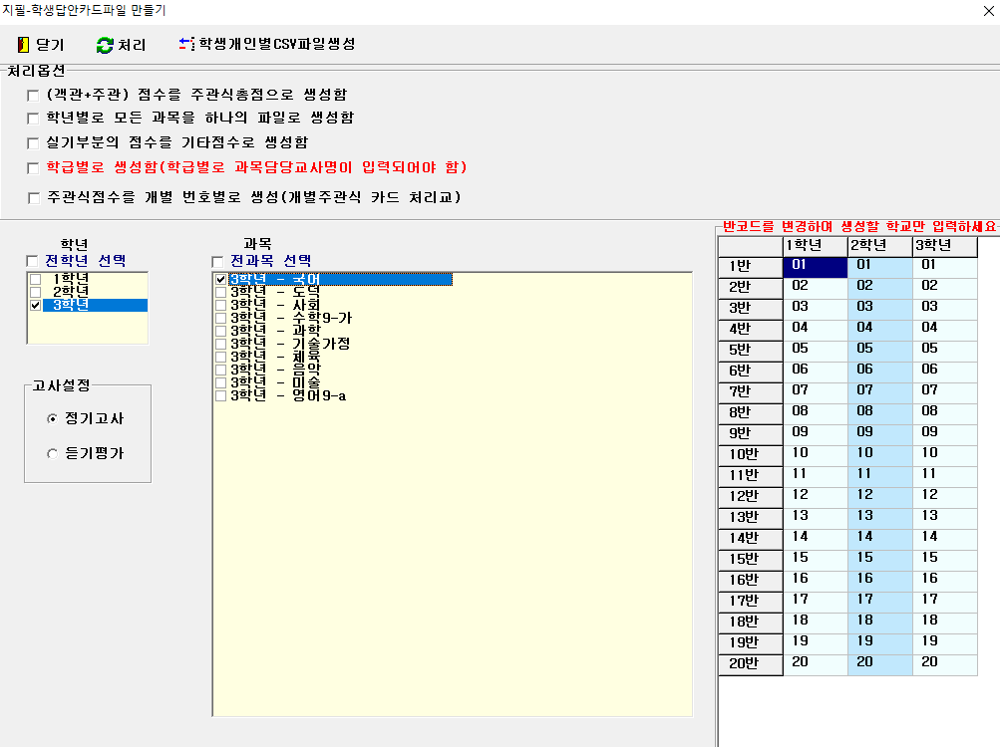 지필-학생답안카드파일 만들기
닫기 처리 학생개인별CSV파일생성
처리옵션
(객관+주관) 점수를 주관식총점으로 생성함
학년별로 모든 과목을 하나의 파일로 생성함
실기부분의 점수를 기타점수로 생성함
학급별로 생성함(학급별로 과목담당교사명이 입력되어야 함)
주관식점수를 개별 번호별로 생성(개별주관식 카드 처리교)
학년
전학년 선택
1학년
2학년
3학년
고사설정
정기고사
듣기평가
과목
전과목 선택
3학년 - 국어
3학년 - 도덕
3학년 - 사회
3학년 - 수학9-가
3학년 - 과학
3학년 - 기술가정
3학년 - 체육
3학년 - 음악
3학년 - 미술
3학년 - 영어9-a
반코드를 변경하여 생성할 학교만 입력하세요
1학년 2학년 3학년
1반 01 01 01
2반 02 02 02
3반 03 03 03
4반 04 04 04
5반 05 05 05
6반 06 06 06
7반 07 07 07
8반 08 08 08
9반 09 09 09
10반 10 10 10
11반 11 11 11
12반 12 12 12
13반 13 13 13
14반 14 14 14
15반 15 15 15
16반 16 16 16
17반 17 17 17
18반 18 18 18
19반 19 19 19
20반 20 20 20